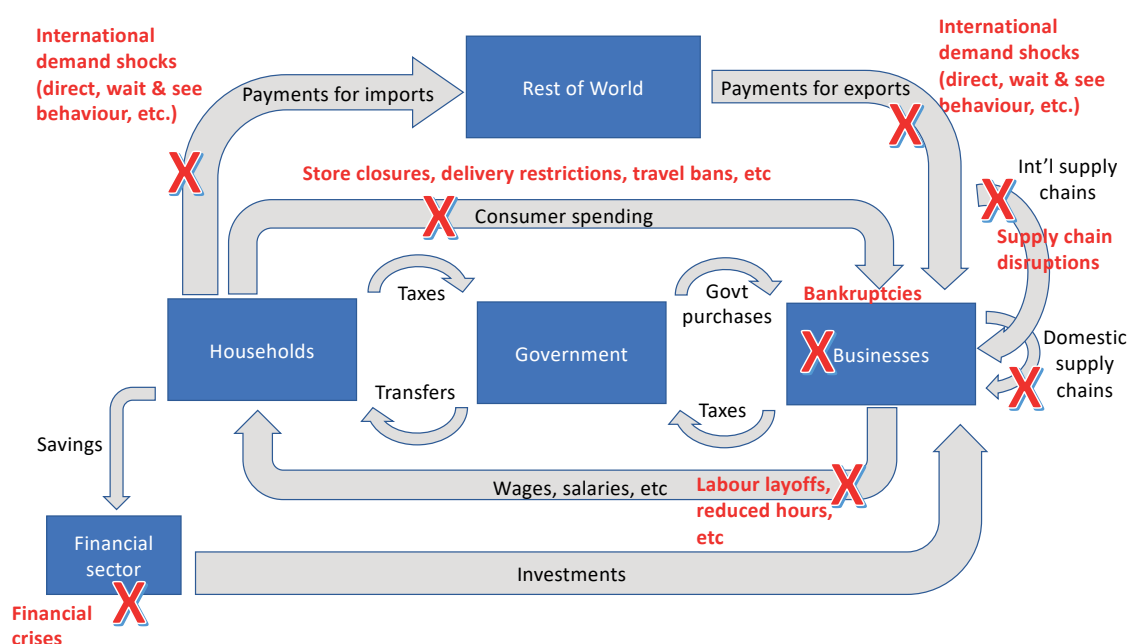 International
demand shocks
(direct, wait & see
behaviour, etc.)
International
demand shocks
(direct, wait & see
behaviour, etc.)
Rest of World
Payments for imports
Payments for exports
X
X
Store closures, delivery restrictions, travel bans, etc
X
Consumer spending
X
Int’l supply
chains
Supply chain
disruptions
Taxes
Govt
purchases
Bankruptcies
Households
Government
X
Businesses
Domestic
supply
chains
X
Transfers
Taxes
Savings
Wages, salaries, etc
Labour layoffs,
reduced hours,
etc
X
Financial
sector
X
Investments
Financial
crises